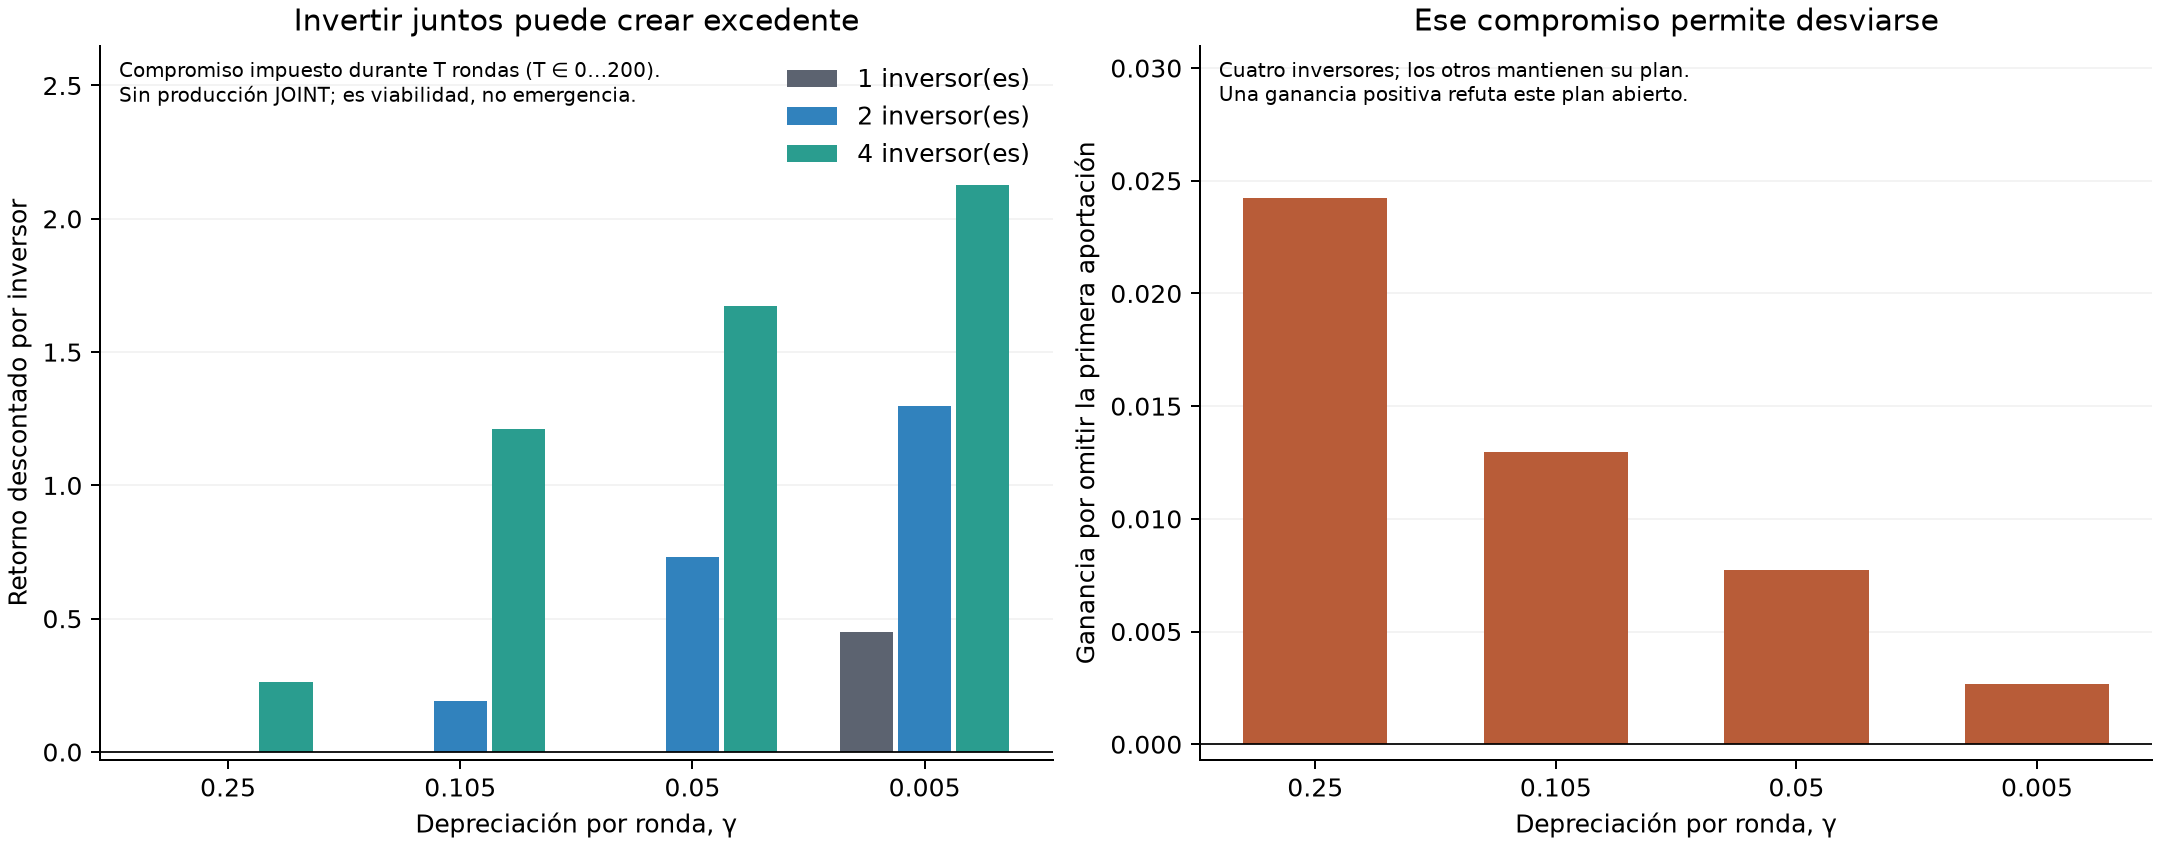 Invertir juntos puede crear excedente
Compromiso impuesto durante T rondas (T ∈ 0...200).
Sin producción JOINT; es viabilidad, no emergencia.
1 inversor(es)
2 inversor(es)
4 inversor(es)
Retorno descontado por inversor
2.5
2.0
1.5
1.0
0.5
0.0
0.25
0.105
0.05
0.005
Depreciación por ronda, γ
Ese compromiso permite desviarse
Cuatro inversores; los otros mantienen su plan.
Una ganancia positiva refuta este plan abierto.
Ganancia por omitir la primera aportación
0.030
0.025
0.020
0.015
0.010
0.005
0.000
0.25
0.105
0.05
0.005
Depreciación por ronda, γ